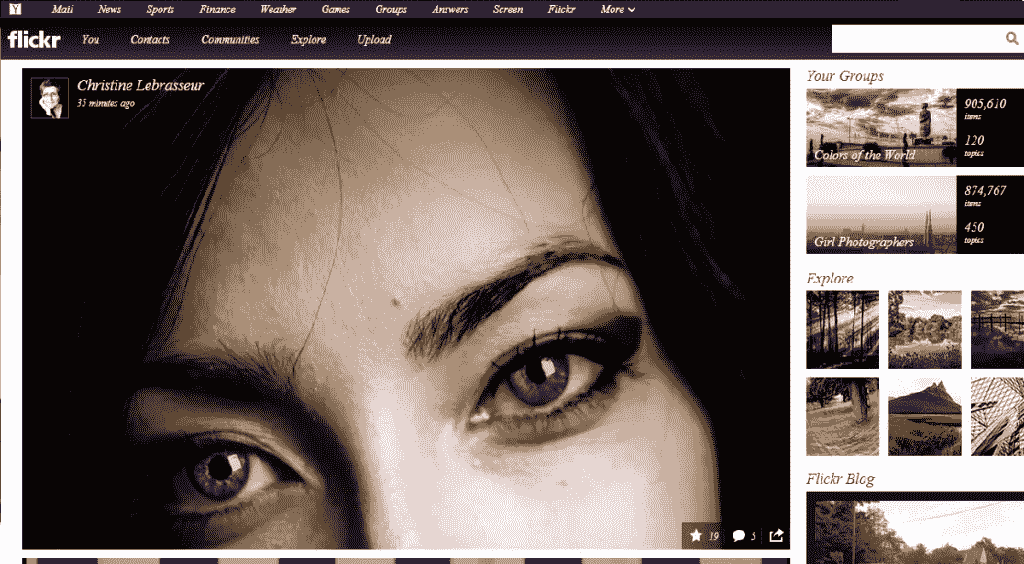 Y Mail News Sports Finance Weather Games Groups Answers Screen Flickr More
flickr You Contacts Communities Explore Upload
Christine Lebrasseur
35 minutes ago
19 5
Your Groups
Colors of the World
905,610
items
120
topics
Girl Photographers
874,767
items
450
topics
Explore
Flickr Blog